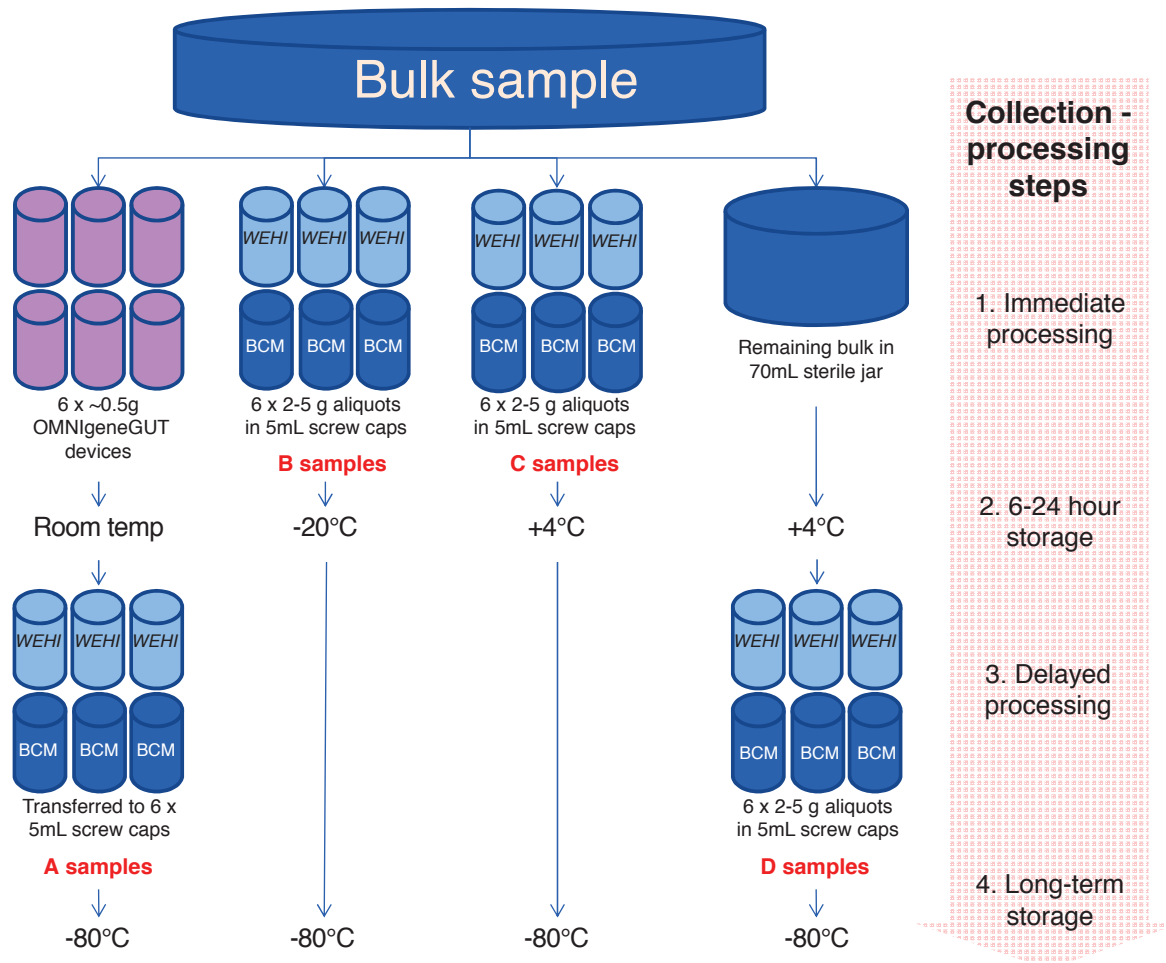 Bulk sample
WEHI WEHI WEHI
BCM BCM BCM
WEHI WEHI WEHI
BCM BCM BCM
6 x ~0.5g
OMNIgeneGUT
devices
6 x 2-5 g aliquots
in 5mL screw caps
B samples
6 x 2-5 g aliquots
in 5mL screw caps
C samples
Remaining bulk in
70mL sterile jar
Room temp
-20°C
+4°C
+4°C
WEHI WEHI WEHI
BCM BCM BCM
Transferred to 6 x
5mL screw caps
A samples
WEHI WEHI WEHI
BCM BCM BCM
6 x 2-5 g aliquots
in 5mL screw caps
D samples
-80°C
-80°C
-80°C
-80°C
Collection -
processing
steps
1. Immediate
processing
2. 6-24 hour
storage
3. Delayed
processing
4. Long-term
storage